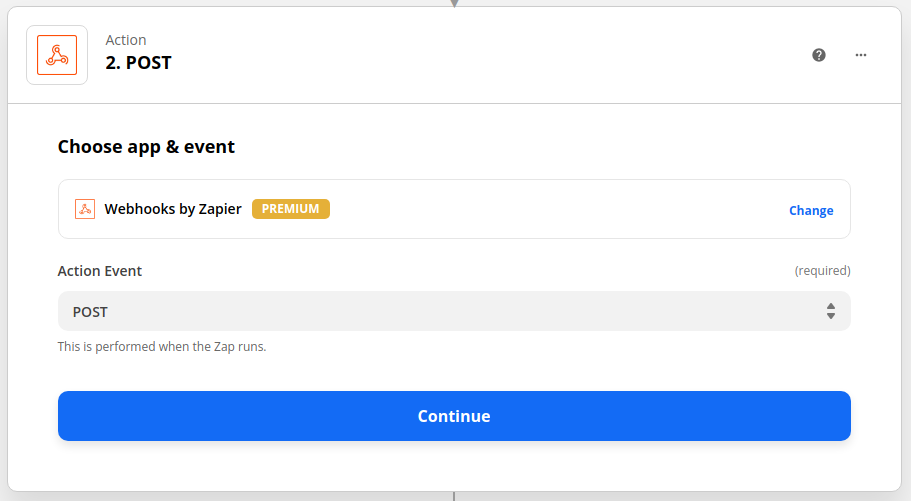 Action
2. POST
Choose app & event
Webhooks by Zapier PREMIUM Change
Action Event (required)
POST
This is performed when the Zap runs.
Continue